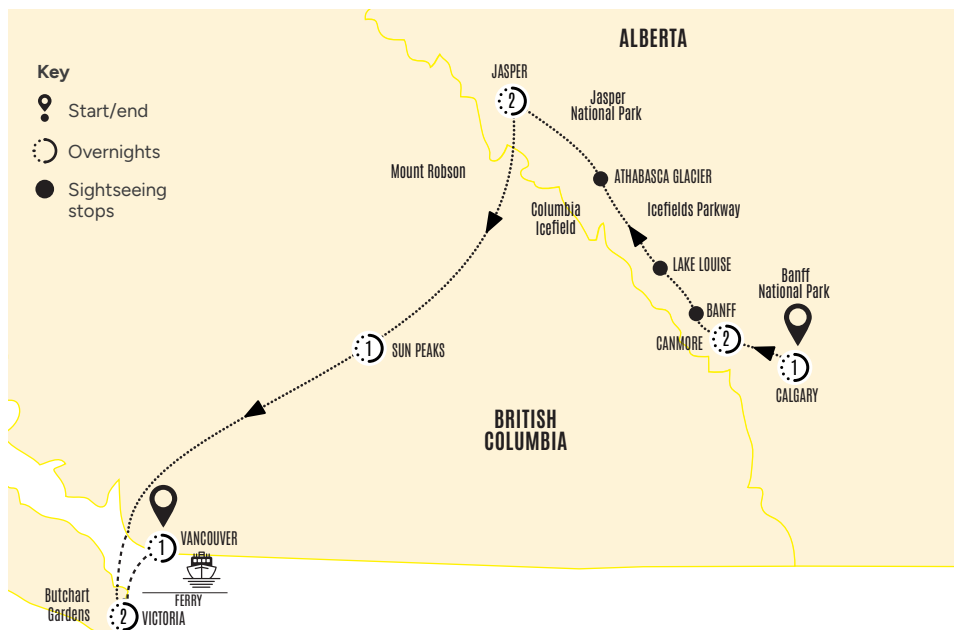 ALBERTA
Key
Start/end
Overnights
Sightseeing
stops
JASPER
2
Jasper
National Park
Mount Robson
ATHABASCA GLACIER
Columbia
Icefield
Icefields Parkway
LAKE LOUISE
Banff
National Park
BANFF
CANMORE
2
1
CALGARY
1
SUN PEAKS
BRITISH
COLUMBIA
1
VANCOUVER
FERRY
Butchart
Gardens
2
VICTORIA